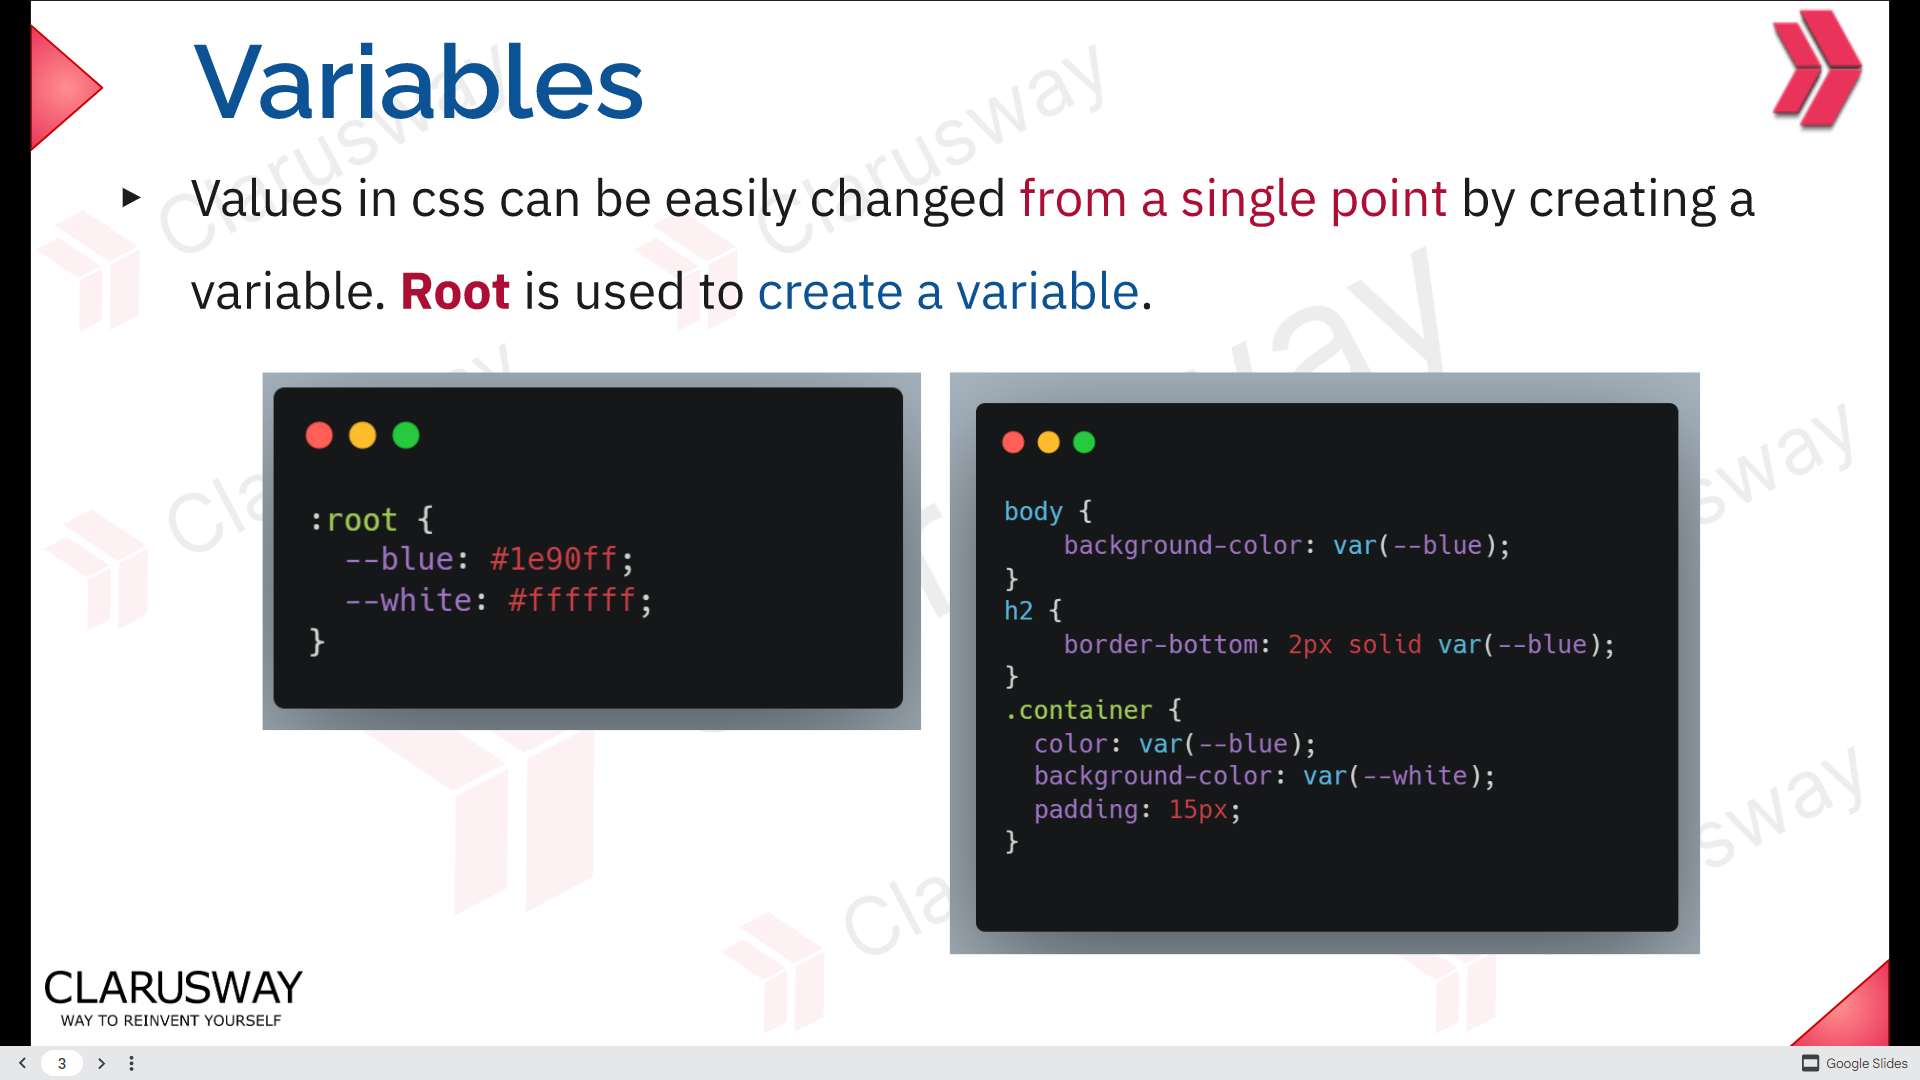 Variables
▶ Values in css can be easily changed from a single point by creating a
variable. Root is used to create a variable.
:root {
  --blue: #1e90ff;
  --white: #ffffff;
}
body {
    background-color: var(--blue);
}
h2 {
    border-bottom: 2px solid var(--blue);
}
.container {
  color: var(--blue);
  background-color: var(--white);
  padding: 15px;
}
Clarusway
Clarusway
CLARUSWAY
WAY TO REINVENT YOURSELF
3
Google Slides